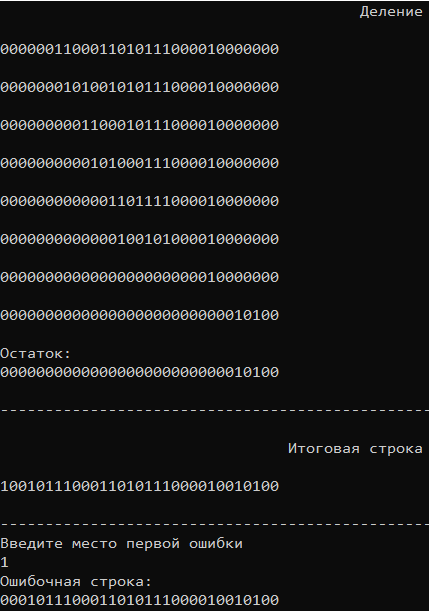 Деление
0000001100011010111000010000000
0000000101001010111000010000000
0000000001100010111000010000000
0000000000101000111000010000000
0000000000001101111000010000000
0000000000000100101000010000000
0000000000000000000000010000000
0000000000000000000000000010100
Остаток:
0000000000000000000000000010100
------------------------------------------------
Итоговая строка
1001011100011010111000010010100
------------------------------------------------
Введите место первой ошибки
1
Ошибочная строка:
0001011100011010111000010010100